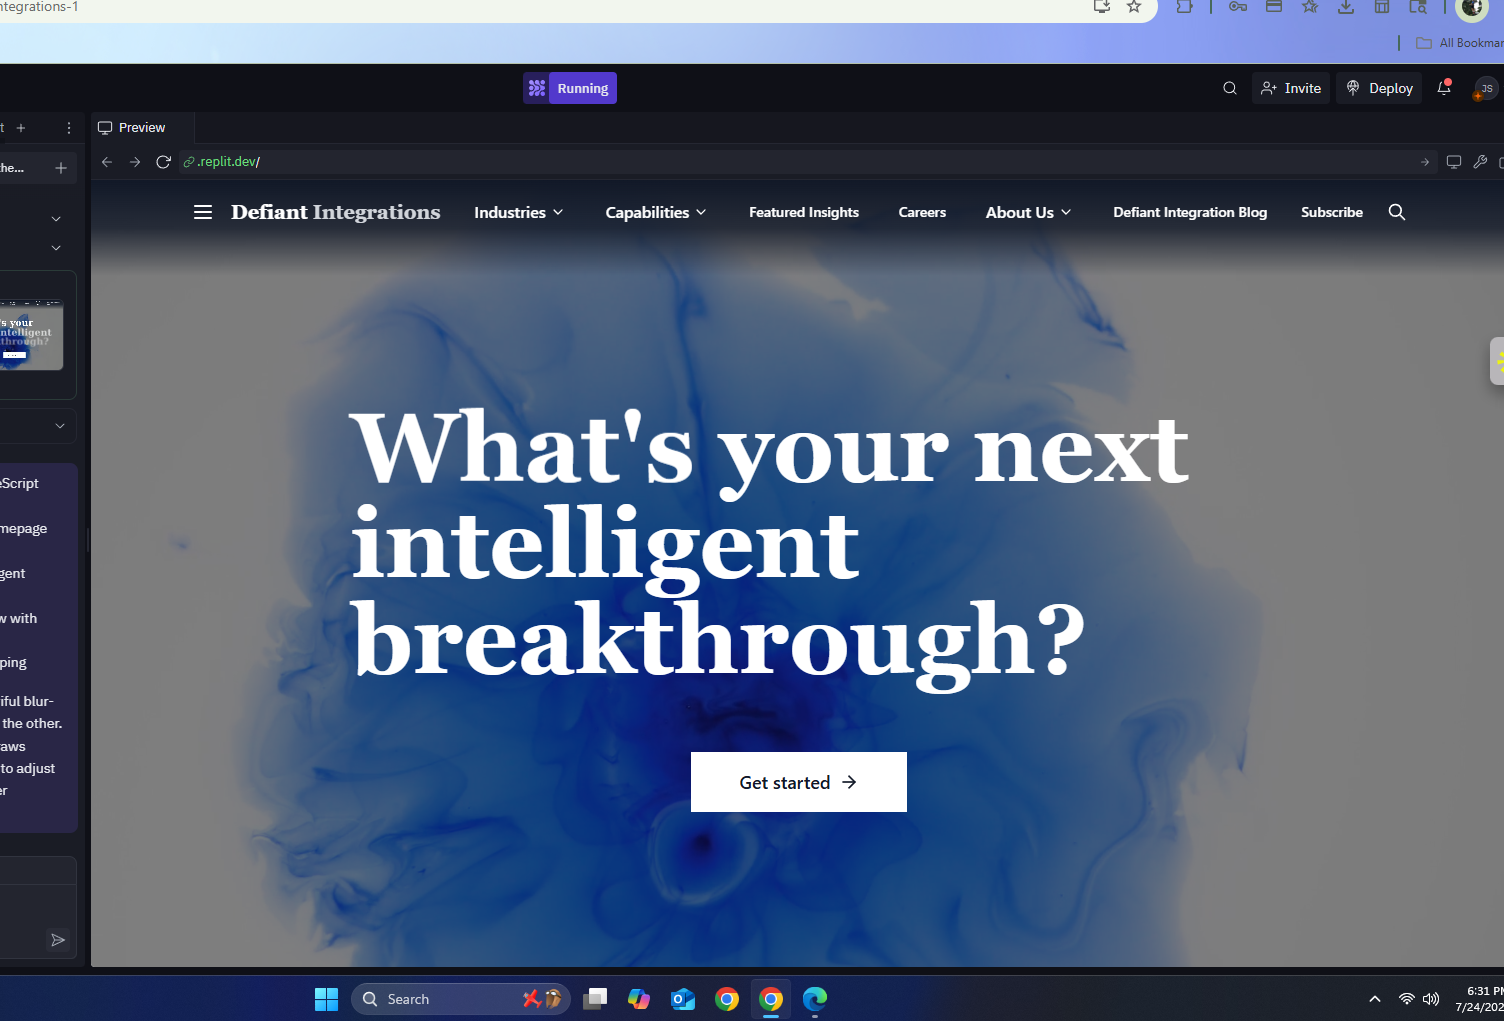 ntegrations-1
All Bookmar
Running
Invite
Deploy
JS
t
Preview
he...
.replit.dev/
Defiant Integrations
Industries
Capabilities
Featured Insights
Careers
About Us
Defiant Integration Blog
Subscribe
's your
ntelligent
through?
What's your next
intelligent
breakthrough?
Get started
eScript
mepage
gent
w with
ping
iful blur-
the other.
raws
to adjust
er
Search
6:31 PM
7/24/202